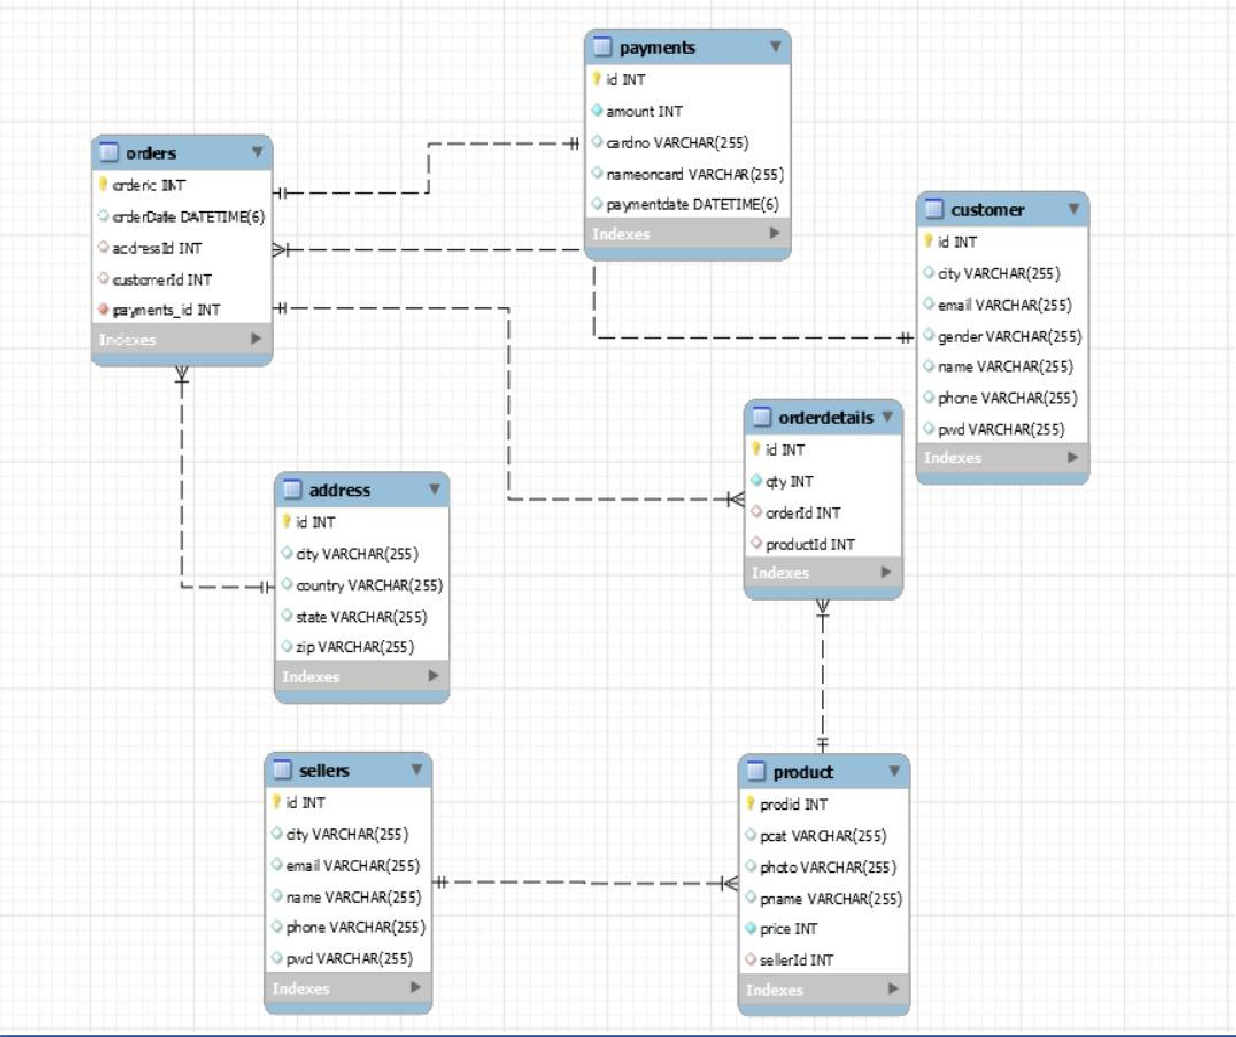 payments
id INT
amount INT
cardno VARCHAR(255)
nameoncard VARCHAR(255)
paymentdate DATETIME(6)
Indexes
orders
orderic INT
orderDate DATETIME(6)
addressId INT
customerId INT
payments_id INT
Indexes
customer
id INT
city VARCHAR(255)
email VARCHAR(255)
gender VARCHAR(255)
name VARCHAR(255)
phone VARCHAR(255)
pwd VARCHAR(255)
Indexes
orderdetails
id INT
qty INT
orderId INT
productId INT
Indexes
address
id INT
city VARCHAR(255)
country VARCHAR(255)
state VARCHAR(255)
zip VARCHAR(255)
Indexes
sellers
id INT
city VARCHAR(255)
email VARCHAR(255)
name VARCHAR(255)
phone VARCHAR(255)
pwd VARCHAR(255)
Indexes
product
prodid INT
pcat VARCHAR(255)
photo VARCHAR(255)
pname VARCHAR(255)
price INT
sellerId INT
Indexes